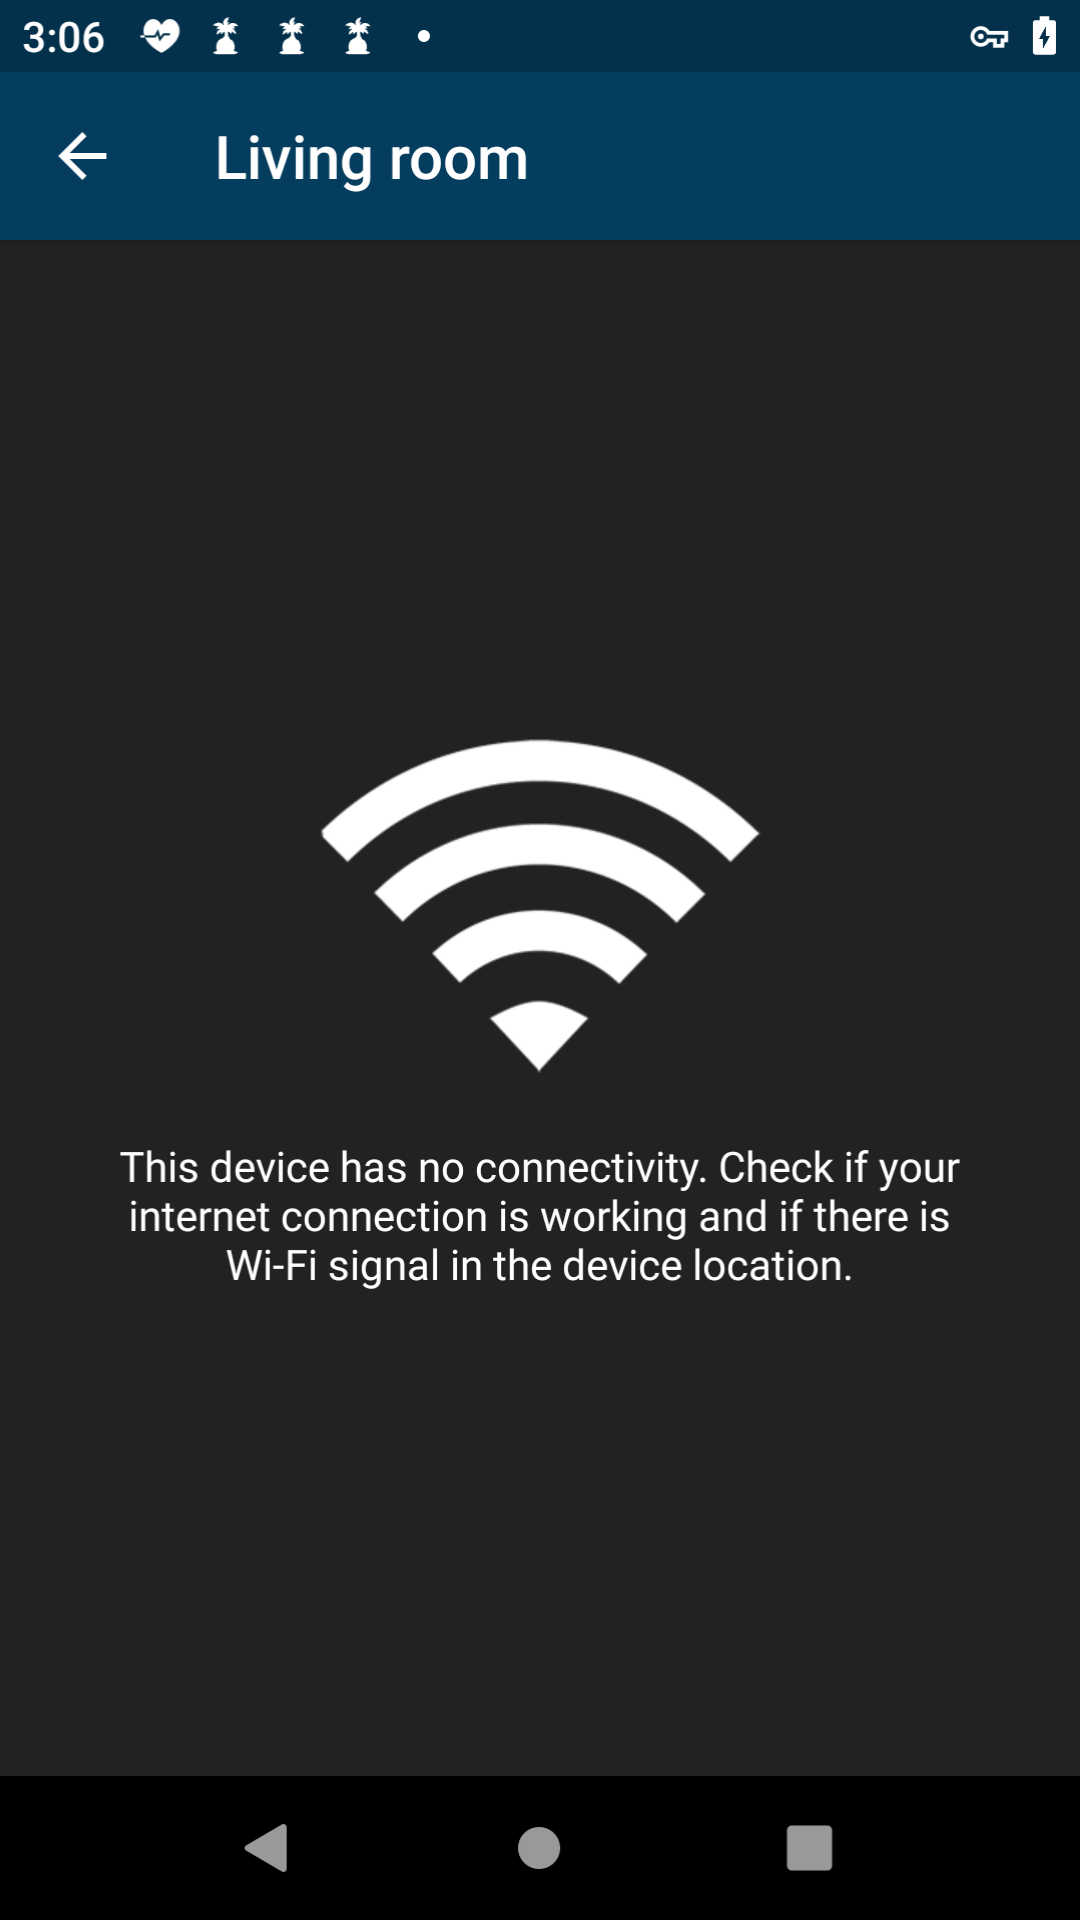 3:06
Living room
This device has no connectivity. Check if your
internet connection is working and if there is
Wi-Fi signal in the device location.